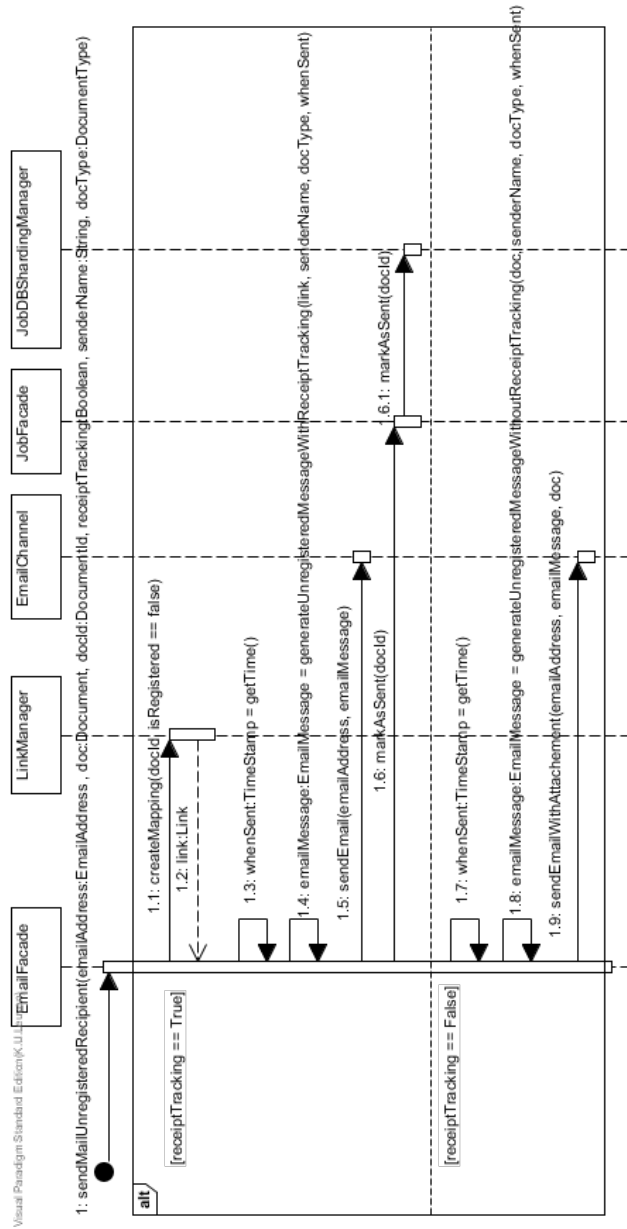 Visual Paradigm Standard Edition(K.U.Leuven)
EmailFacade
LinkManager
EmailChannel
JobFacade
JobDBShardingManager
1: sendMailUnregisteredRecipient(emailAddress:EmailAddress , doc:Document, docId:DocumentId, receiptTracking:Boolean, senderName:String, docType:DocumentType)
alt
[receiptTracking == True]
1.1: createMapping(docId, isRegistered == false)
1.2: link:Link
1.3: whenSent:TimeStamp = getTime()
1.4: emailMessage:EmailMessage = generateUnregisteredMessageWithReceiptTracking(link, senderName, docType, whenSent)
1.5: sendEmail(emailAddress, emailMessage)
1.6: markAsSent(docId)
1.6.1: markAsSent(docId)
[receiptTracking == False]
1.7: whenSent:TimeStamp = getTime()
1.8: emailMessage:EmailMessage = generateUnregisteredMessageWithoutReceiptTracking(doc, senderName, docType, whenSent)
1.9: sendEmailWithAttachement(emailAddress, emailMessage, doc)